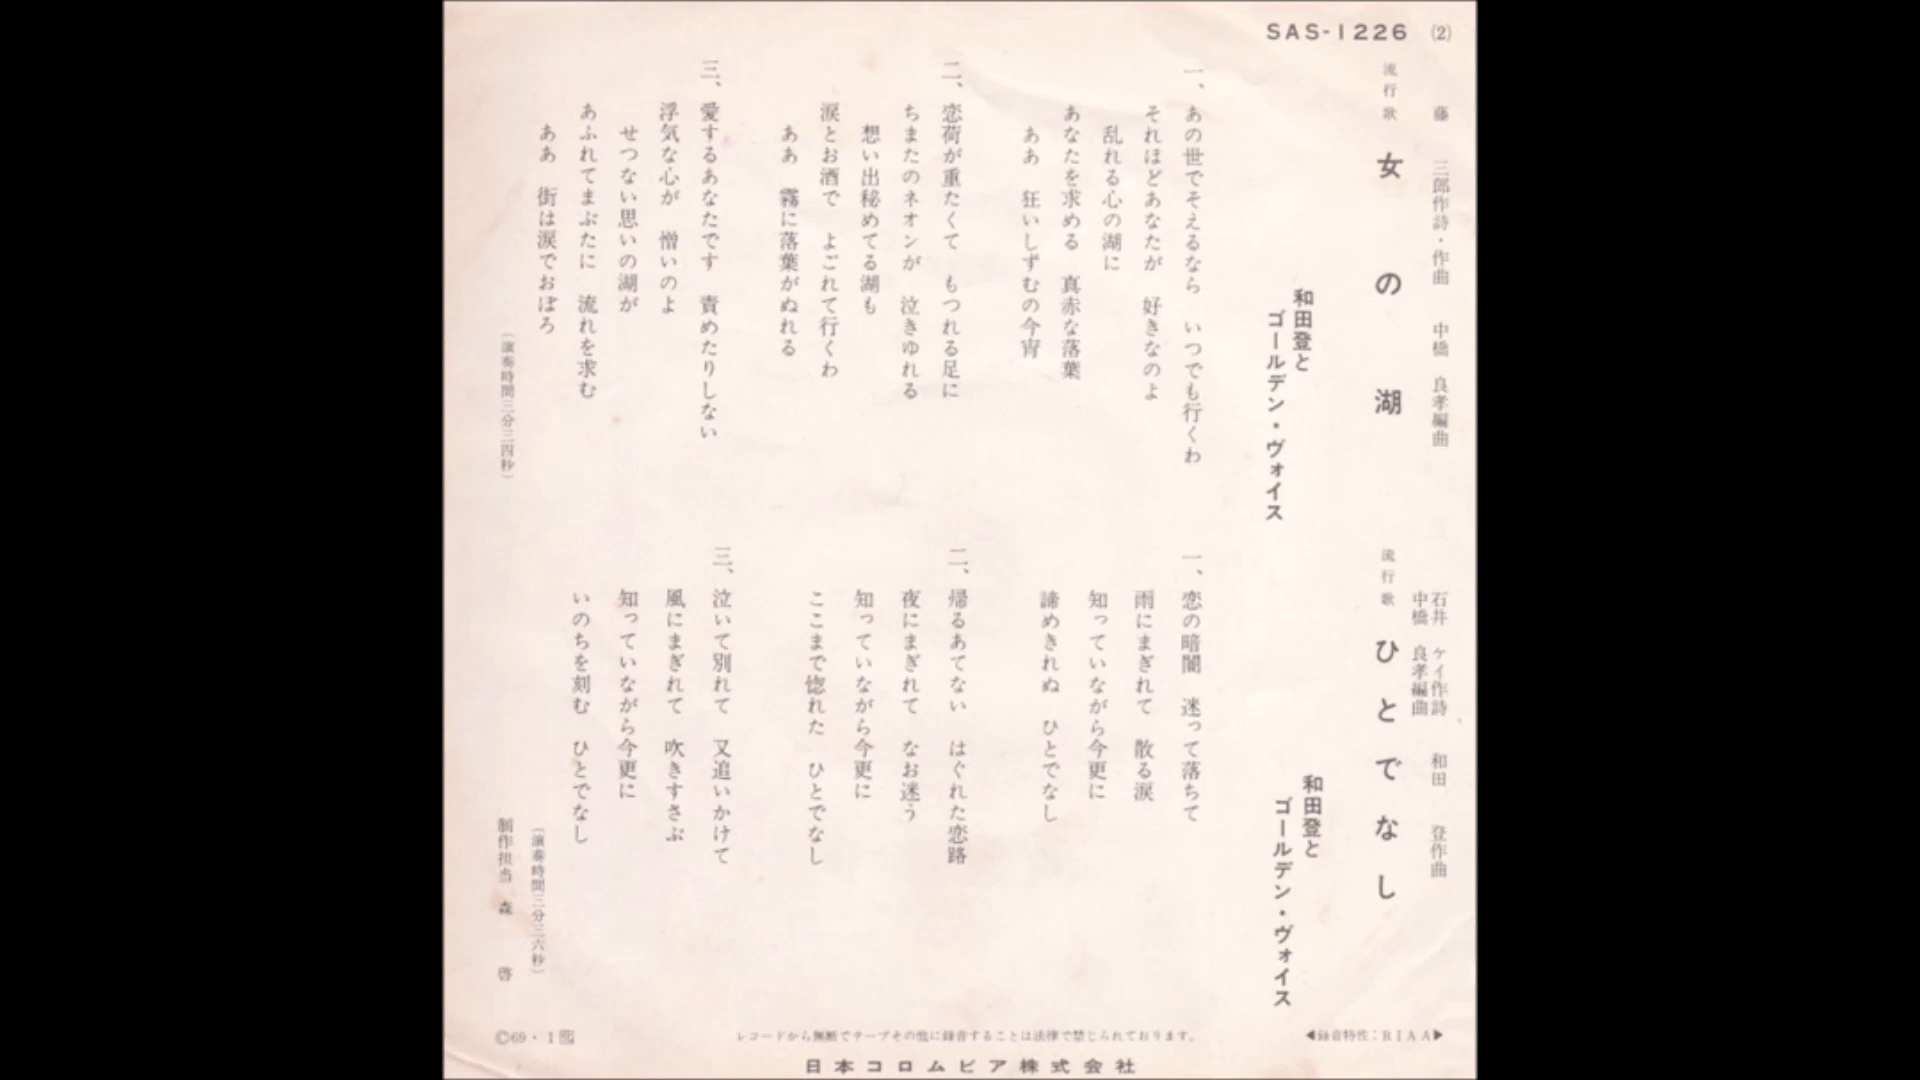 SAS-1226 (2)
藤 三郎作詩・作曲 中橋 良孝編曲
流行歌 女の湖
和田登と
ゴールデン・ヴォイス
一、あの世でそえるなら いつでも行くわ
それほどあなたが 好きなのよ
乱れる心の湖に
あなたを求める 真赤な落葉
ああ 狂いしずむの今宵
二、恋荷が重たくて もつれる足に
ちまたのネオンが 泣きゆれる
想い出秘めてる湖も
涙とお酒で よごれて行くわ
ああ 霧に落葉がぬれる
三、愛するあなたです 責めたりしない
浮気な心が 憎いのよ
せつない思いの湖が
あふれてまぶたに 流れを求む
ああ 街は涙でおぼろ
(演奏時間三分三四秒)
石井 ケイ作詩 和田 登作曲
中橋 良孝編曲
流行歌 ひとでなし
和田登と
ゴールデン・ヴォイス
一、恋の暗闇 迷って落ちて
雨にまぎれて 散る涙
知っていながら今更に
諦めきれぬ ひとでなし
二、帰るあてない はぐれた恋路
夜にまぎれて なお迷う
知っていながら今更に
ここまで惚れた ひとでなし
三、泣いて別れて 又追いかけて
風にまぎれて 吹きすさぶ
知っていながら今更に
いのちを刻む ひとでなし
(演奏時間三分三六秒)
制作担当 森 啓
◀録音特性:RIAA▶
レコードから無断でテープその他に録音することは法律で禁じられております。
©69・1
日本コロムビア株式会社